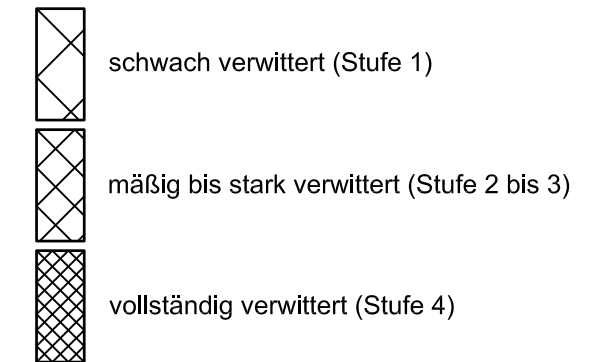 schwach verwittert (Stufe 1)
mäßig bis stark verwittert (Stufe 2 bis 3)
vollständig verwittert (Stufe 4)